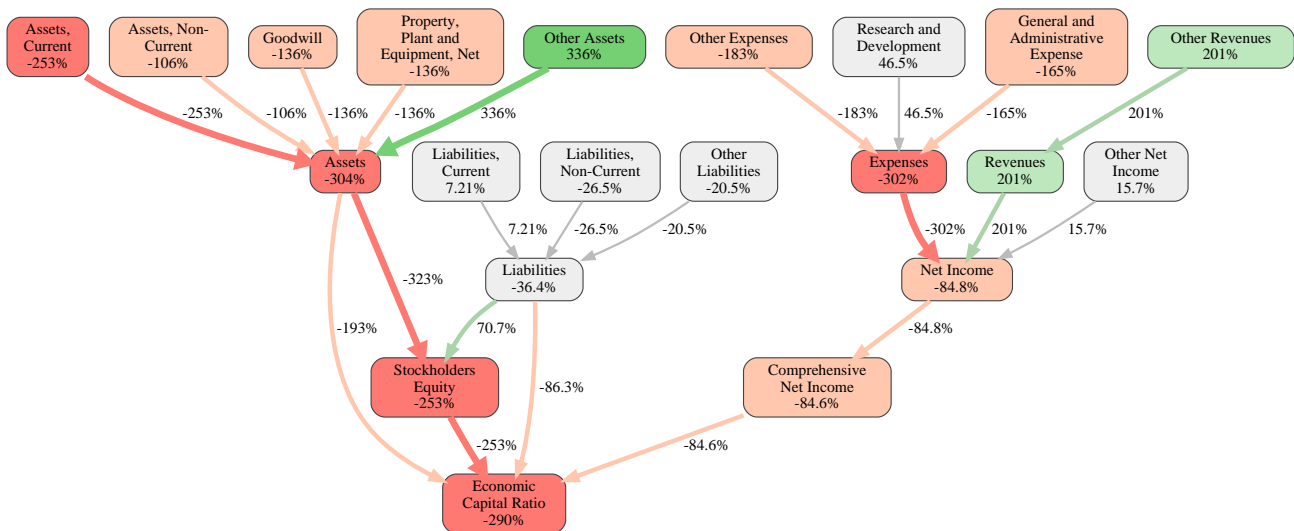 Assets,
Current
-253%
Assets, Non-
Current
-106%
Goodwill
-136%
Property,
Plant and
Equipment, Net
-136%
Other Assets
336%
Other Expenses
-183%
Research and
Development
46.5%
General and
Administrative
Expense
-165%
Other Revenues
201%
-253%
-106%
-136%
-136%
336%
-183%
46.5%
-165%
201%
Assets
-304%
Liabilities,
Current
7.21%
Liabilities,
Non-Current
-26.5%
Other
Liabilities
-20.5%
Expenses
-302%
Revenues
201%
Other Net
Income
15.7%
7.21%
-26.5%
-20.5%
-302%
201%
15.7%
Liabilities
-36.4%
Net Income
-84.8%
-323%
-193%
70.7%
-84.8%
Stockholders
Equity
-253%
-86.3%
Comprehensive
Net Income
-84.6%
-253%
-84.6%
Economic
Capital Ratio
-290%